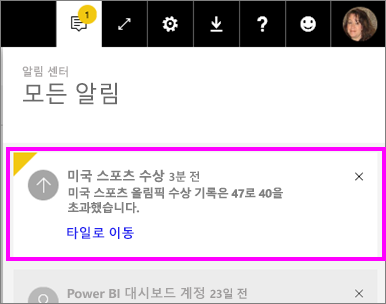 1
?
알림 센터
모든 알림
미국 스포츠 수상 3분 전
미국 스포츠 올림픽 수상 기록은 47로 40을
초과했습니다.
타일로 이동
Power BI 대시보드 계정 23일 전